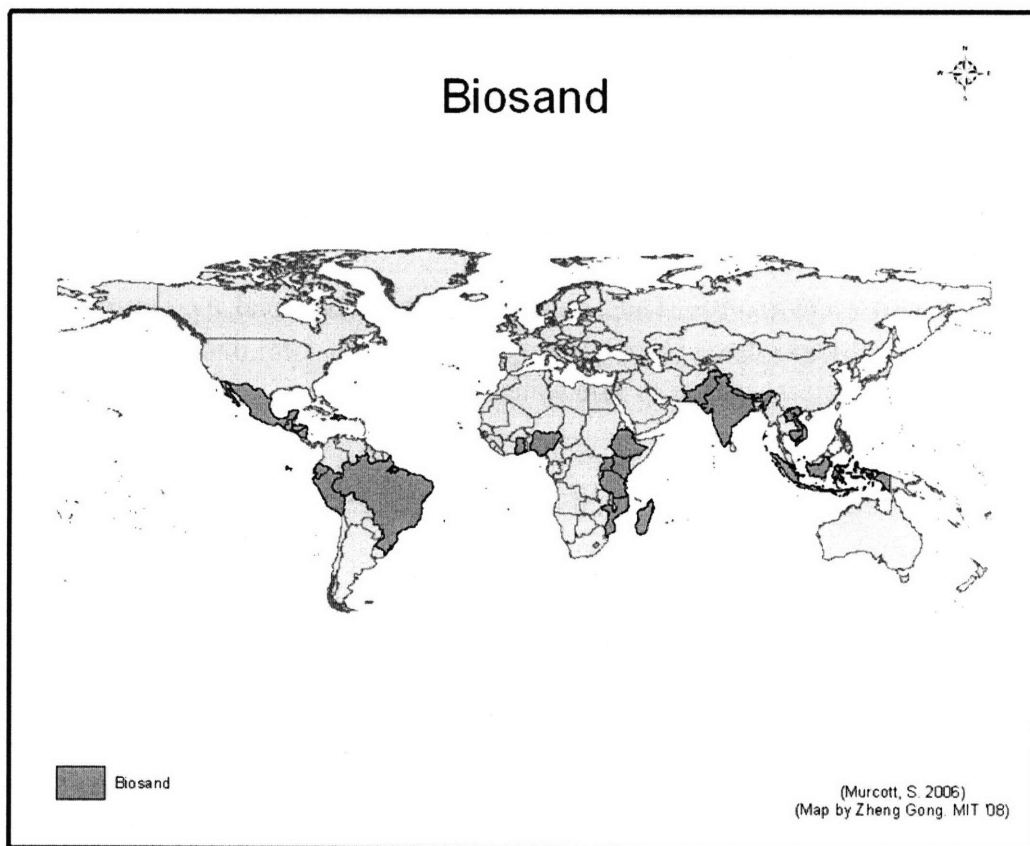 N
W E
S
Biosand
Biosand
(Murcott, S. 2006)
(Map by Zheng Gong. MIT '08)